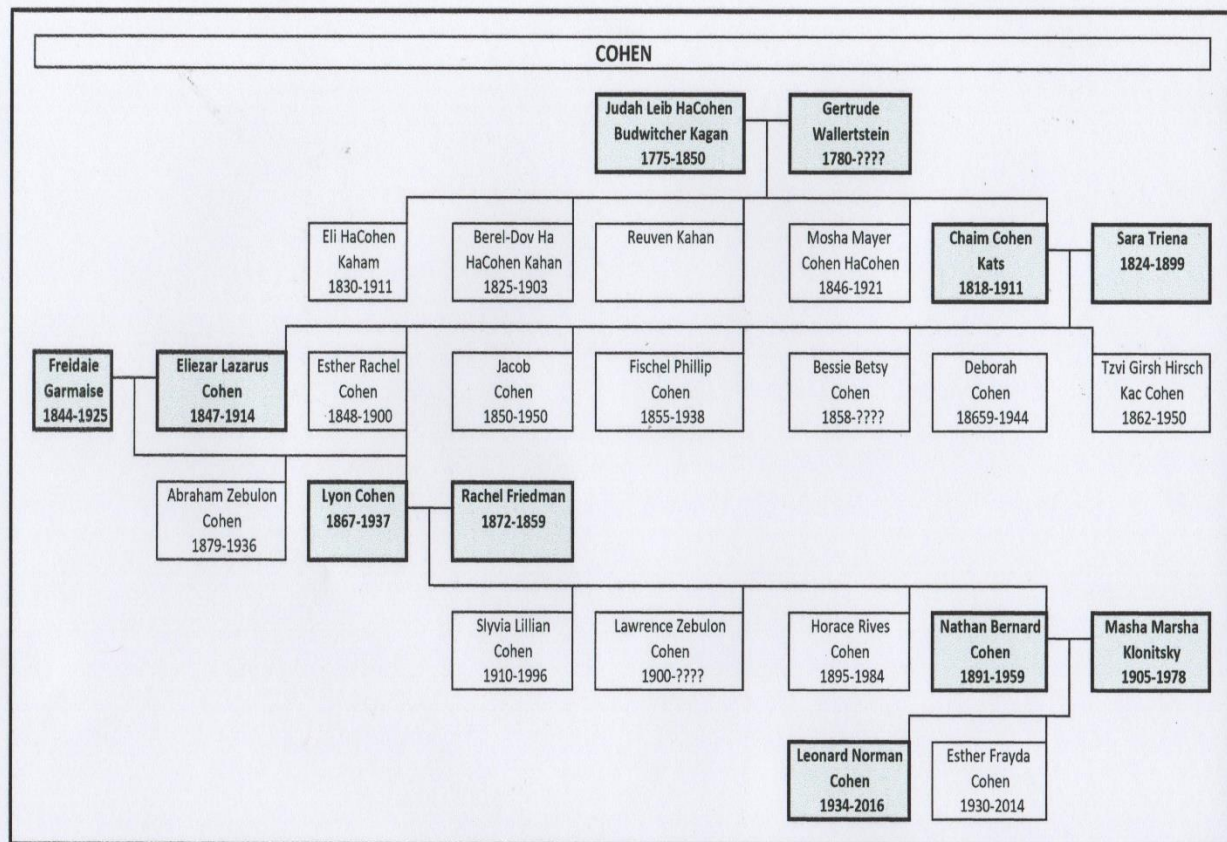 COHEN
Judah Leib HaCohen
Budwitcher Kagan
1775-1850
Gertrude
Wallertstein
1780-????
Eli HaCohen
Kaham
1830-1911
Berel-Dov Ha
HaCohen Kahan
1825-1903
Reuven Kahan
Mosha Mayer
Cohen HaCohen
1846-1921
Chaim Cohen
Kats
1818-1911
Sara Triena
1824-1899
Freidaie
Garmaise
1844-1925
Eliezar Lazarus
Cohen
1847-1914
Esther Rachel
Cohen
1848-1900
Jacob
Cohen
1850-1950
Fischel Phillip
Cohen
1855-1938
Bessie Betsy
Cohen
1858-????
Deborah
Cohen
18659-1944
Tzvi Girsh Hirsch
Kac Cohen
1862-1950
Abraham Zebulon
Cohen
1879-1936
Lyon Cohen
1867-1937
Rachel Friedman
1872-1859
Slyvia Lillian
Cohen
1910-1996
Lawrence Zebulon
Cohen
1900-????
Horace Rives
Cohen
1895-1984
Nathan Bernard
Cohen
1891-1959
Masha Marsha
Klonitsky
1905-1978
Leonard Norman
Cohen
1934-2016
Esther Frayda
Cohen
1930-2014